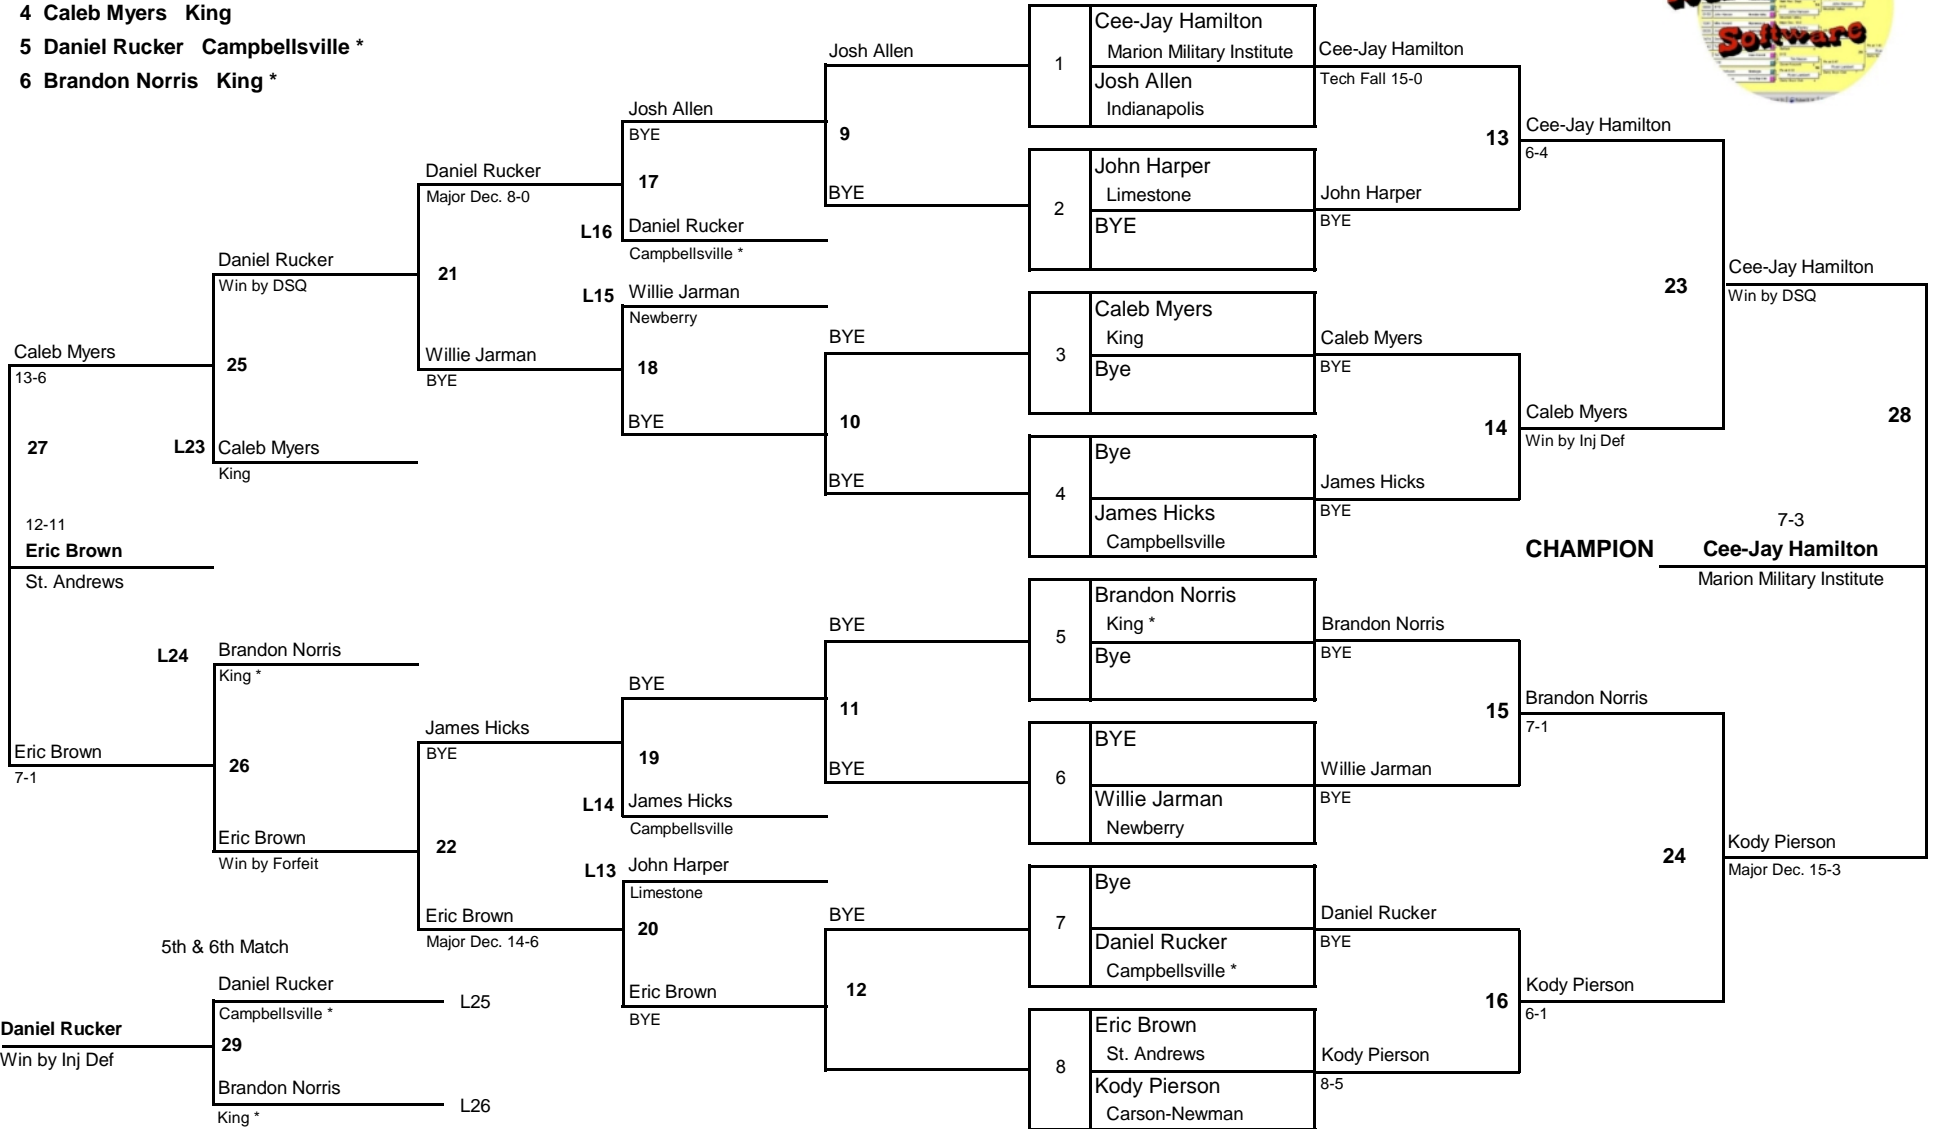 4 Caleb Myers King
5 Daniel Rucker Campbellsville *
6 Brandon Norris King *
Software
Josh Allen
BYE
9
BYE
Josh Allen
BYE
17
L16 Daniel Rucker
Campbellsville *
Daniel Rucker
Major Dec. 8-0
21
L15 Willie Jarman
Newberry
18
BYE
BYE
10
BYE
Willie Jarman
BYE
Daniel Rucker
Win by DSQ
25
L23 Caleb Myers
King
Caleb Myers
13-6
27
12-11
Eric Brown
St. Andrews
L24 Brandon Norris
King *
26
Eric Brown
7-1
Eric Brown
Win by Forfeit
James Hicks
BYE
22
Eric Brown
Major Dec. 14-6
BYE
19
L14 James Hicks
Campbellsville
L13 John Harper
Limestone
20
Eric Brown
BYE
BYE
11
BYE
BYE
12
5th & 6th Match
Daniel Rucker
Campbellsville *
L25
Daniel Rucker
Win by Inj Def
29
Brandon Norris
King *
L26
1
Cee-Jay Hamilton
Marion Military Institute
Josh Allen
Indianapolis
2
John Harper
Limestone
BYE
3
Caleb Myers
King
Bye
4
Bye
James Hicks
Campbellsville
5
Brandon Norris
King *
Bye
6
BYE
Willie Jarman
Newberry
7
Bye
Daniel Rucker
Campbellsville *
8
Eric Brown
St. Andrews
Kody Pierson
Carson-Newman
Cee-Jay Hamilton
Tech Fall 15-0
13
John Harper
BYE
Caleb Myers
BYE
14
James Hicks
BYE
Brandon Norris
BYE
15
Willie Jarman
BYE
Daniel Rucker
BYE
16
Kody Pierson
8-5
Cee-Jay Hamilton
6-4
23
Caleb Myers
Win by Inj Def
Brandon Norris
7-1
24
Kody Pierson
6-1
Cee-Jay Hamilton
Win by DSQ
28
7-3
CHAMPION Cee-Jay Hamilton
Marion Military Institute
Kody Pierson
Major Dec. 15-3